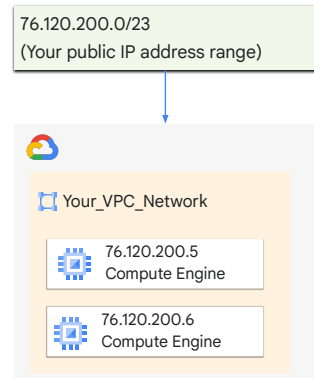 76.120.200.0/23
(Your public IP address range)
Your_VPC_Network
76.120.200.5
Compute Engine
76.120.200.6
Compute Engine